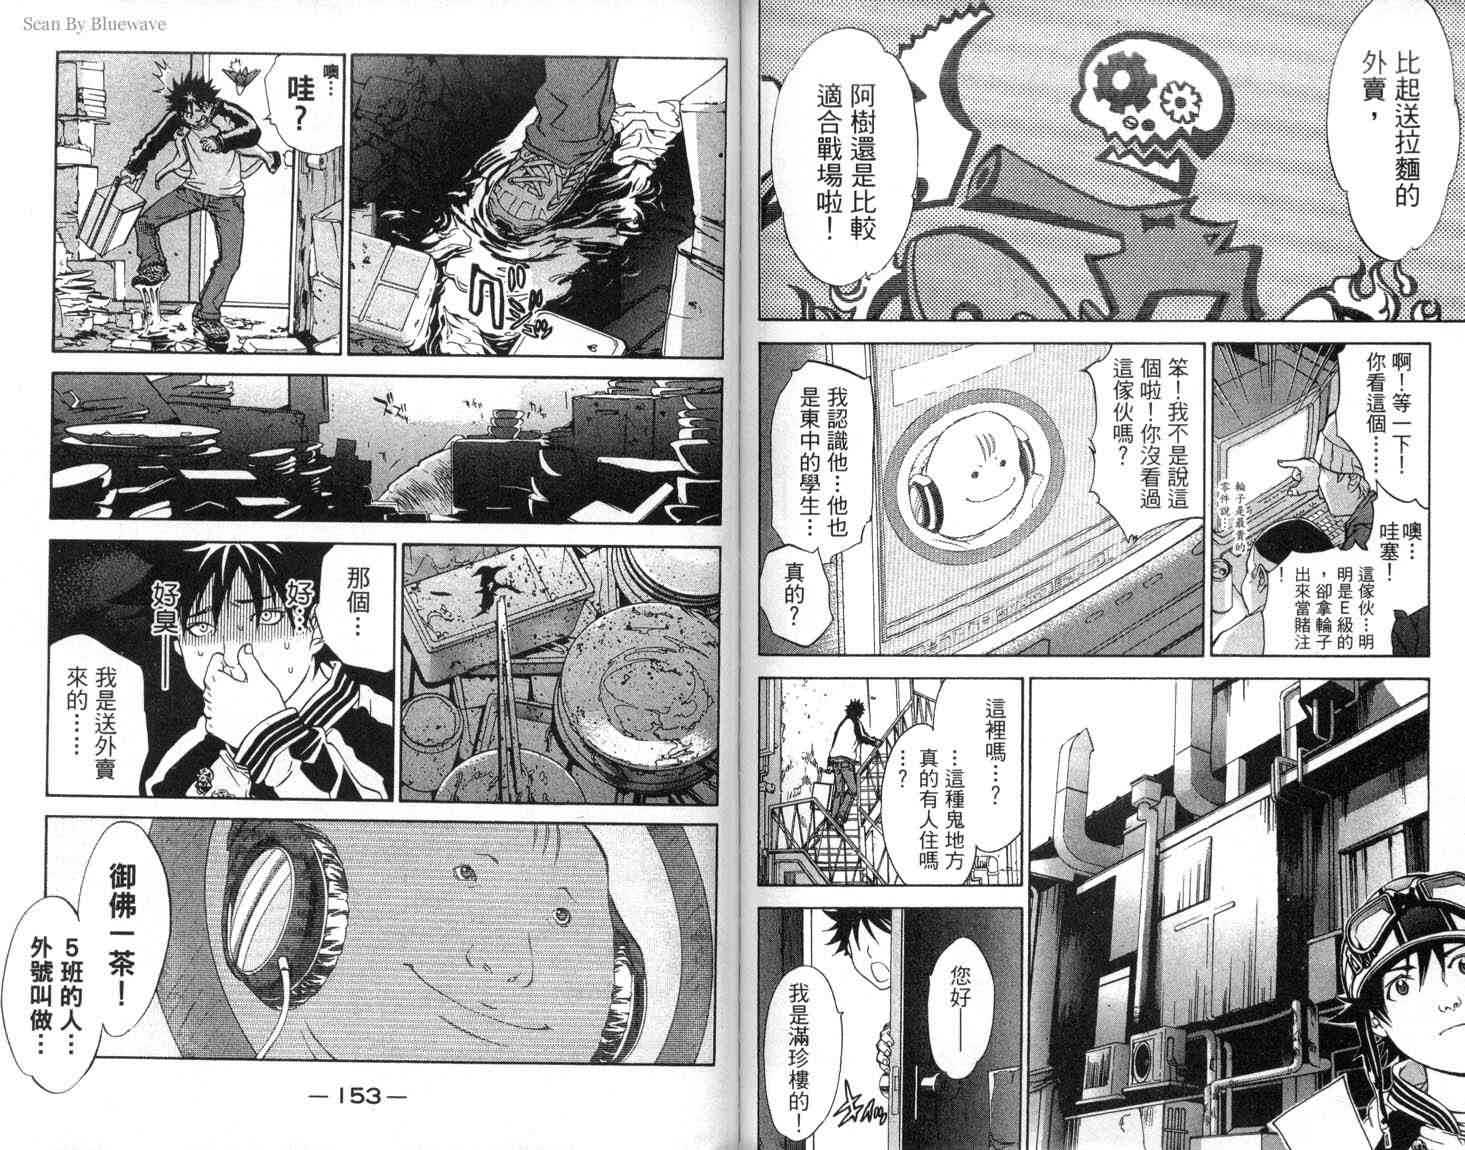 Scan By Bluewave
比起送拉麵的
外賣，
阿樹還是比較
適合戰場啦！
啊！等一下！
你看這個……
輪子是最貴的
零件說…
噢…
哇塞！
這傢伙…明
明是E級的
，卻拿輪子
出來當賭注
！
笨！我不是說這
個啦！你沒看過
這傢伙嗎？
我認識他…他也
是東中的學生…
真的？
這裡嗎…？
…這種鬼地方
真的有人住嗎
…？
您好——
我是滿珍樓的！
噢…
哇？
那個…
好…
好臭——
我是送外賣
來的……
御佛一茶！
5班的人…
外號叫做…
—153—